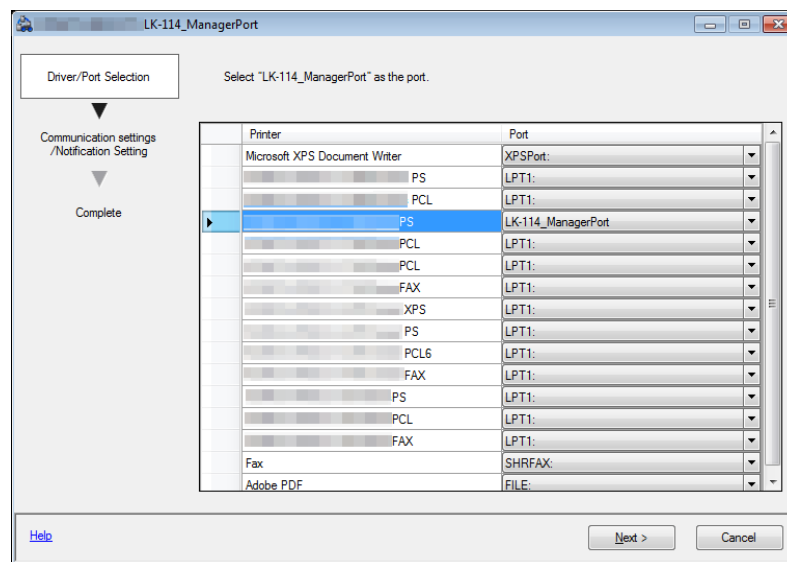 LK-114_ManagerPort
Driver/Port Selection
Select "LK-114_ManagerPort" as the port.
Communication settings
/Notification Setting
Complete
Printer Port
Microsoft XPS Document Writer XPSPort:
PS LPT1:
PCL LPT1:
PS LK-114_ManagerPort
PCL LPT1:
PCL LPT1:
FAX LPT1:
XPS LPT1:
PS LPT1:
PCL6 LPT1:
FAX LPT1:
PS LPT1:
PCL LPT1:
FAX LPT1:
Fax SHRFAX:
Adobe PDF FILE:
Help Next > Cancel